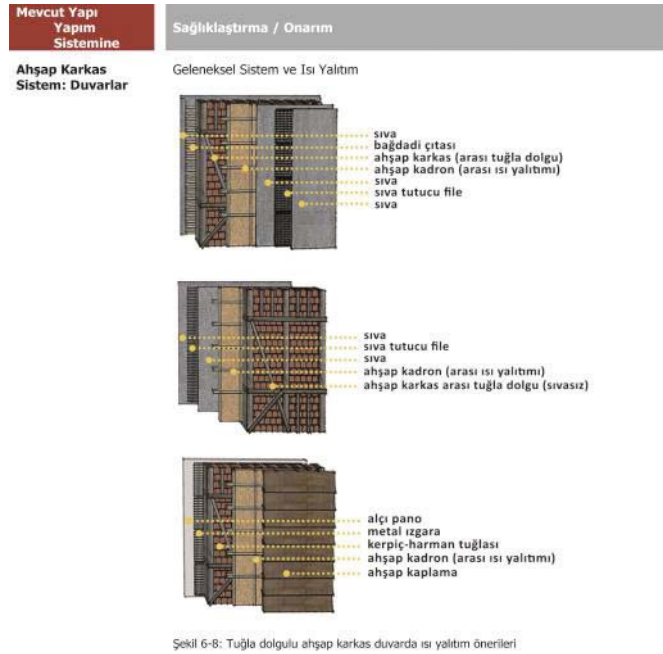 Mevcut Yapı
Yapım
Sistemine
Sağlıklaştırma / Onarım
Ahşap Karkas
Sistem: Duvarlar
Geleneksel Sistem ve Isı Yalıtım
sıva
bağdadi çıtası
ahşap karkas (arası tuğla dolgu)
ahşap kadron (arası ısı yalıtımı)
sıva
sıva tutucu file
sıva
sıva
sıva tutucu file
sıva
ahşap kadron (arası ısı yalıtımı)
ahşap karkas arası tuğla dolgu (sıvasız)
alçı pano
metal ızgara
kerpiç-harman tuğlası
ahşap kadron (arası ısı yalıtımı)
ahşap kaplama
Şekil 6-8: Tuğla dolgulu ahşap karkas duvarda ısı yalıtım önerileri